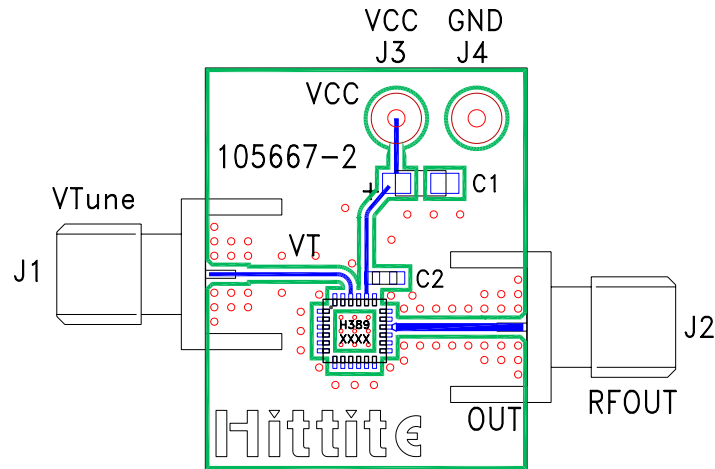 VCC GND
J3 J4
VCC
105667-2
+
C1
VTune
VT
J1
C2
H389
XXXX
J2
RFOUT
OUT
Hittite